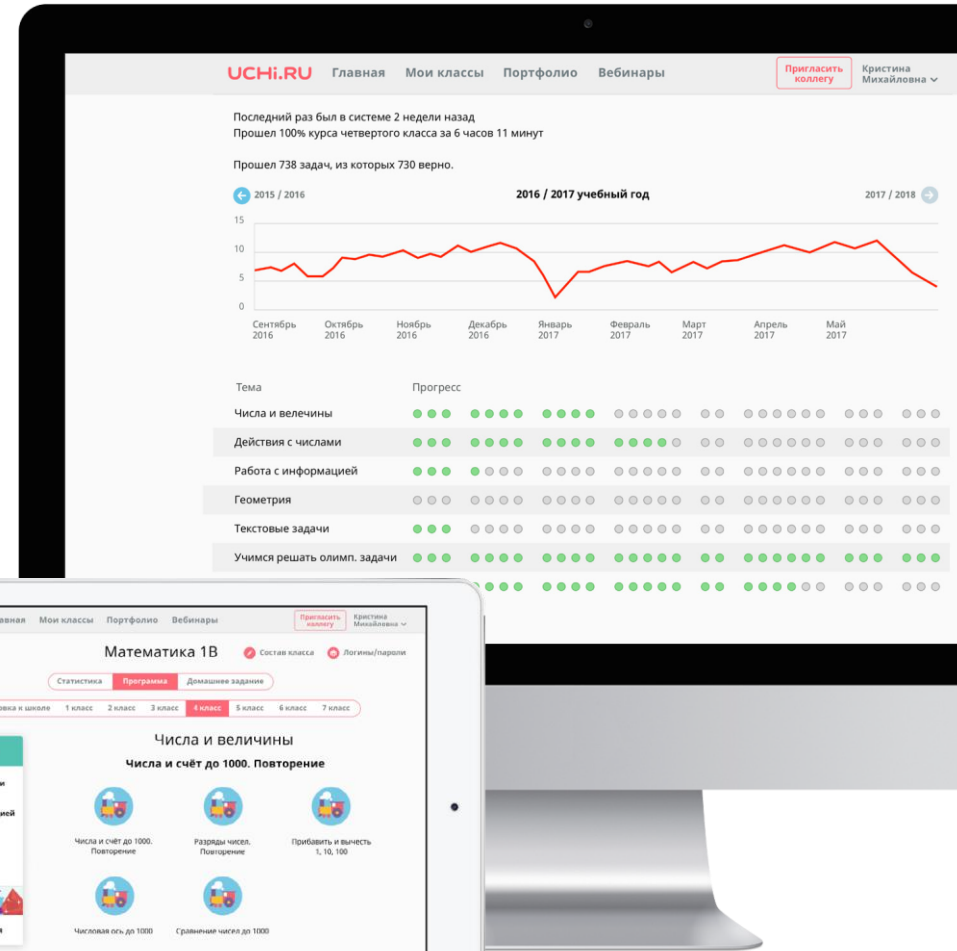 UCHi.RU Главная Мои классы Портфолио Вебинары Пригласить коллегу Кристина Михайловна
Последний раз был в системе 2 недели назад
Прошел 100% курса четвертого класса за 6 часов 11 минут
Прошел 738 задач, из которых 730 верно.
2015 / 2016 2016 / 2017 учебный год 2017 / 2018
15
10
5
0
Сентябрь 2016 Октябрь 2016 Ноябрь 2016 Декабрь 2016 Январь 2017 Февраль 2017 Март 2017 Апрель 2017 Май 2017
Тема Прогресс
Числа и велечины
Действия с числами
Работа с информацией
Геометрия
Текстовые задачи
Учимся решать олимп. задачи
Мои классы Портфолио Вебинары Пригласить коллегу Кристина Михайловна
Математика 1В Состав класса Логины/пароли
Статистика Программа Домашнее задание
к школе 1 класс 2 класс 3 класс 4 класс 5 класс 6 класс 7 класс
Числа и величины
Числа и счёт до 1000. Повторение
Числа и счёт до 1000. Повторение
Разряды чисел. Повторение
Прибавить и вычесть 1, 10, 100
Числовая ось до 1000
Сравнение чисел до 1000